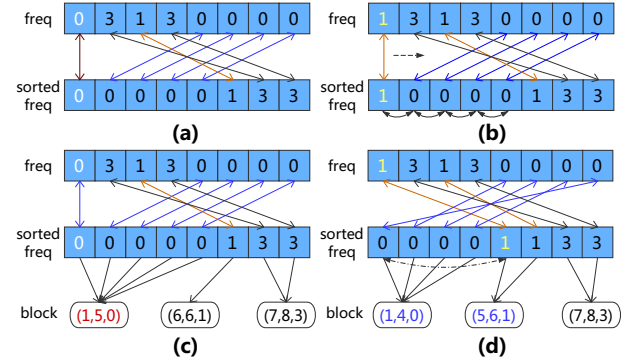 freq 0 3 1 3 0 0 0 0
sorted
freq 0 0 0 0 0 1 3 3
(a)
freq 1 3 1 3 0 0 0 0
sorted
freq 1 0 0 0 0 1 3 3
(b)
freq 0 3 1 3 0 0 0 0
sorted
freq 0 0 0 0 0 1 3 3
block (1,5,0) (6,6,1) (7,8,3)
(c)
freq 1 3 1 3 0 0 0 0
sorted
freq 0 0 0 0 1 1 3 3
block (1,4,0) (5,6,1) (7,8,3)
(d)